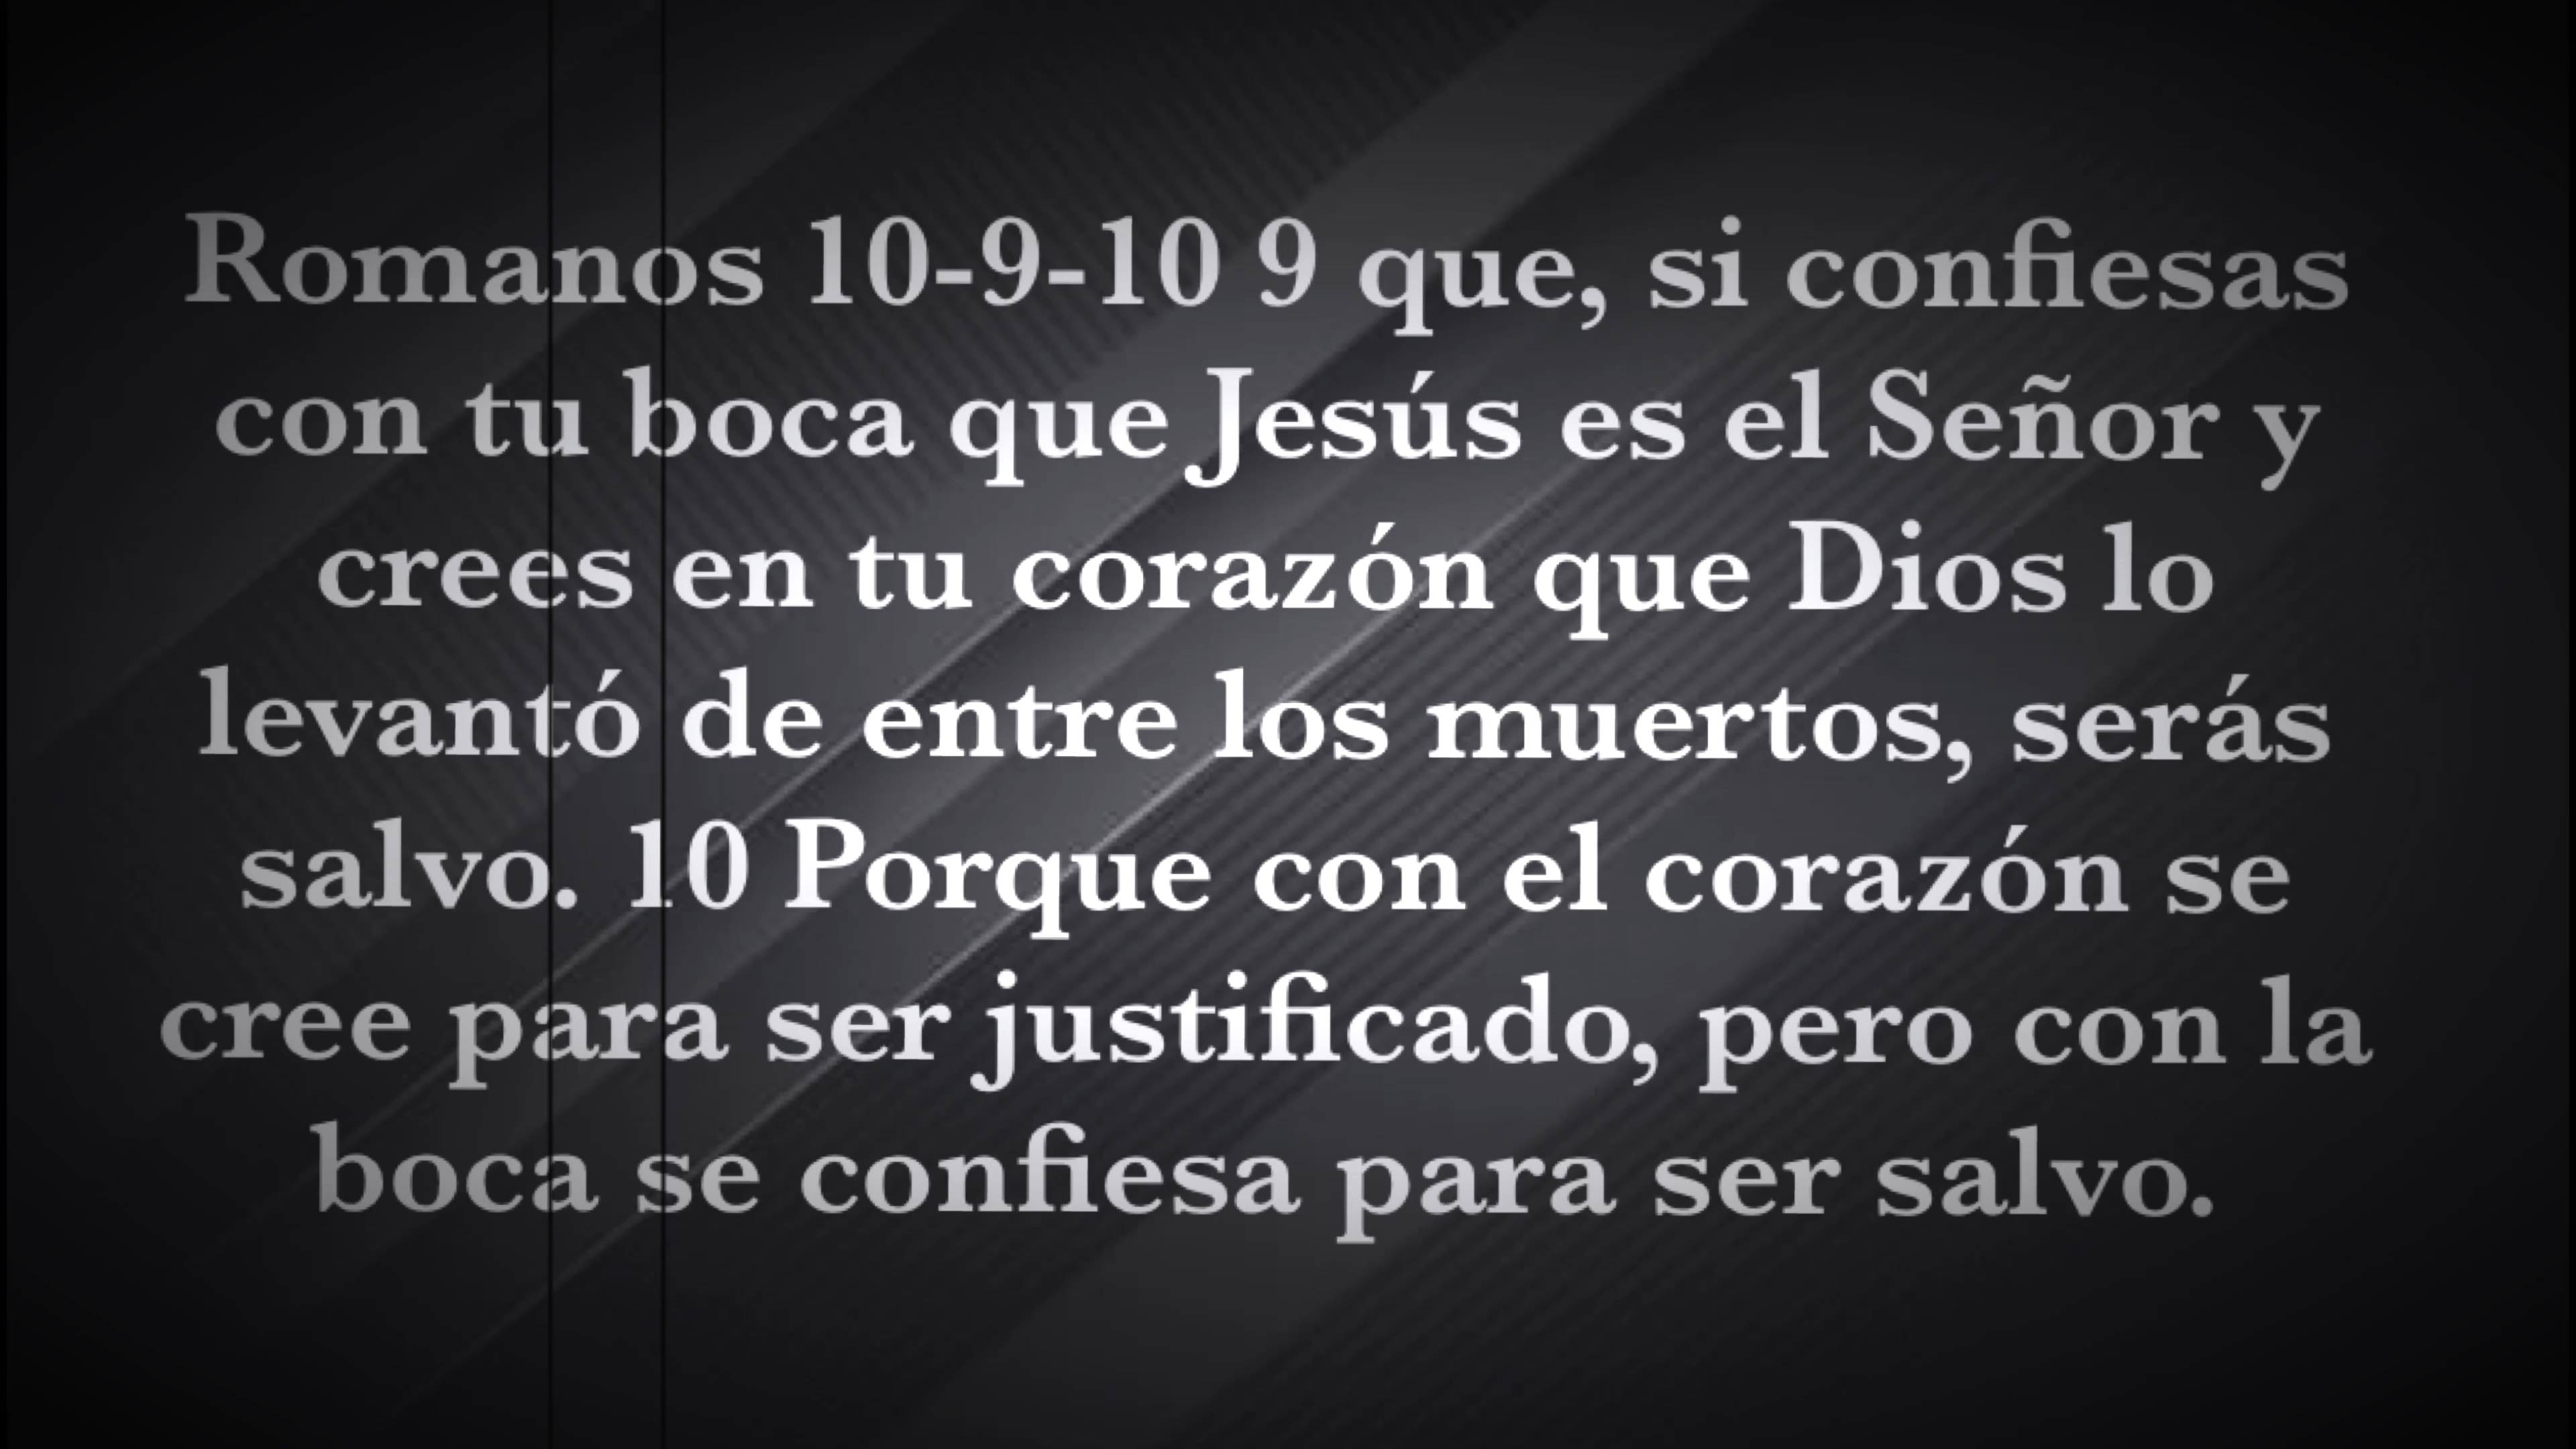 Romanos 10-9-10 9 que, si confiesas
con tu boca que Jesús es el Señor y
crees en tu corazón que Dios lo
levantó de entre los muertos, serás
salvo. 10 Porque con el corazón se
cree para ser justificado, pero con la
boca se confiesa para ser salvo.